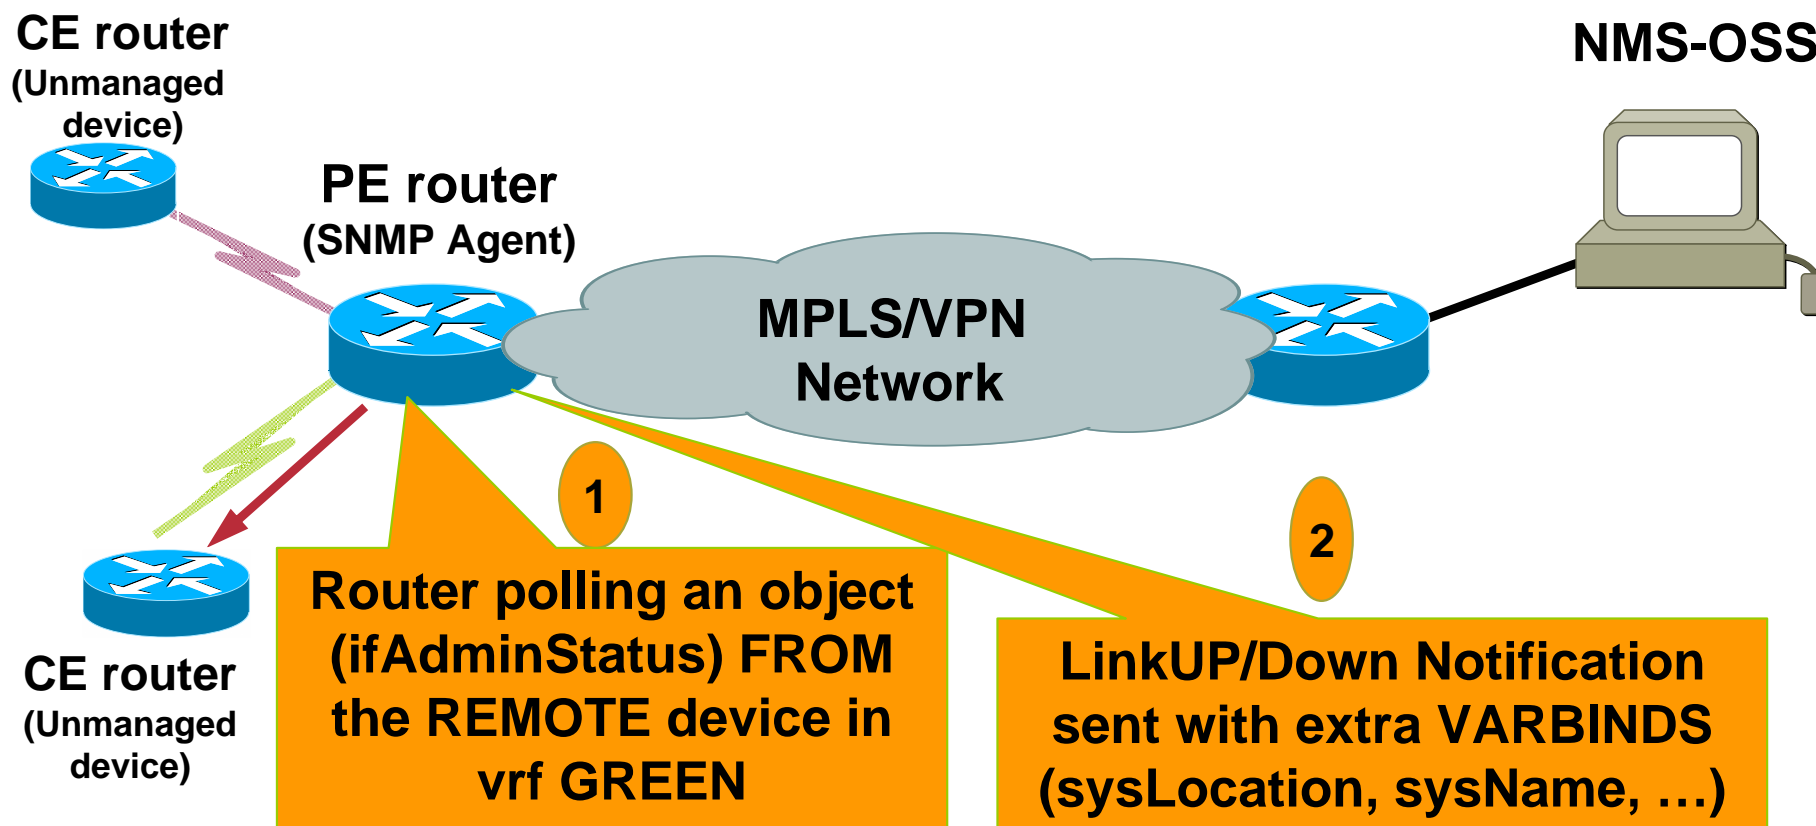 CE router
(Unmanaged
device)
NMS-OSS
PE router
(SNMP Agent)
MPLS/VPN
Network
1
2
Router polling an object
(ifAdminStatus) FROM
the REMOTE device in
vrf GREEN
LinkUP/Down Notification
sent with extra VARBINDS
(sysLocation, sysName, …)
CE router
(Unmanaged
device)